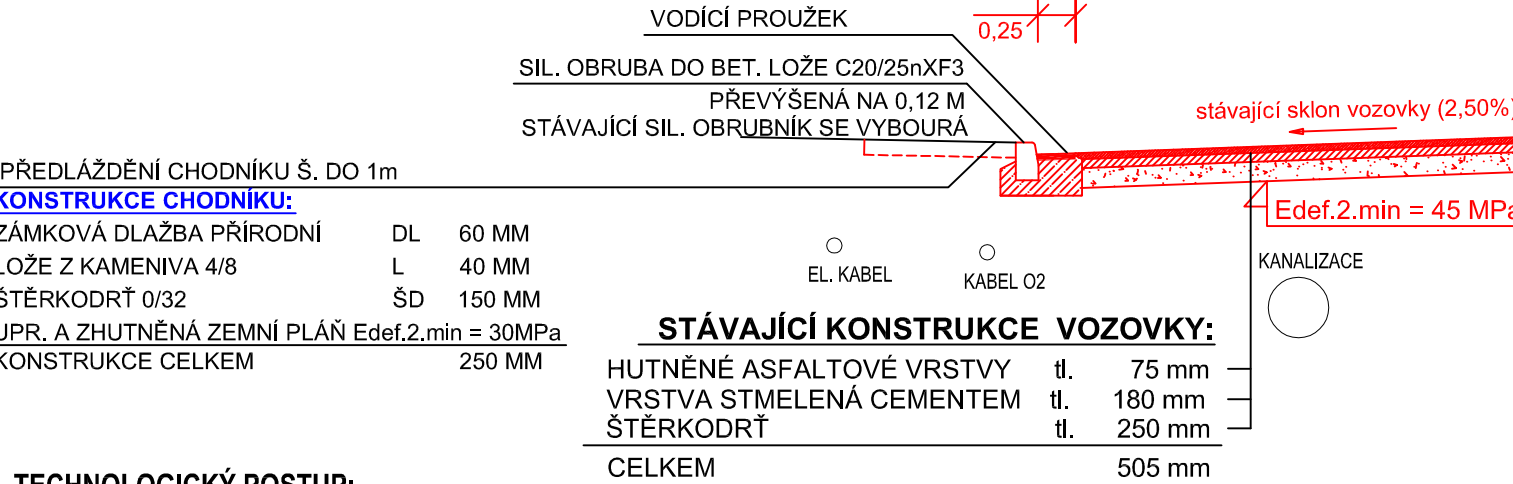 VODÍCÍ PROUŽEK
0,25
SIL. OBRUBA DO BET. LOŽE C20/25nXF3
PŘEVÝŠENÁ NA 0,12 M
STÁVAJÍCÍ SIL. OBRUBNÍK SE VYBOURÁ
stávající sklon vozovky (2,50%)
PŘEDLÁŽDĚNÍ CHODNÍKU Š. DO 1m
KONSTRUKCE CHODNÍKU:
ZÁMKOVÁ DLAŽBA PŘÍRODNÍ DL 60 MM
LOŽE Z KAMENIVA 4/8 L 40 MM
ŠTĚRKODRŤ 0/32 ŠD 150 MM
UPR. A ZHUTNĚNÁ ZEMNÍ PLÁŇ Edef.2.min = 30MPa
KONSTRUKCE CELKEM 250 MM
Edef.2.min = 45 MPa
EL. KABEL
KABEL O2
KANALIZACE
STÁVAJÍCÍ KONSTRUKCE VOZOVKY:
HUTNĚNÉ ASFALTOVÉ VRSTVY tl. 75 mm
VRSTVA STMELENÁ CEMENTEM tl. 180 mm
ŠTĚRKODRŤ tl. 250 mm
CELKEM 505 mm
TECHNOLOGICKÝ POSTUP: